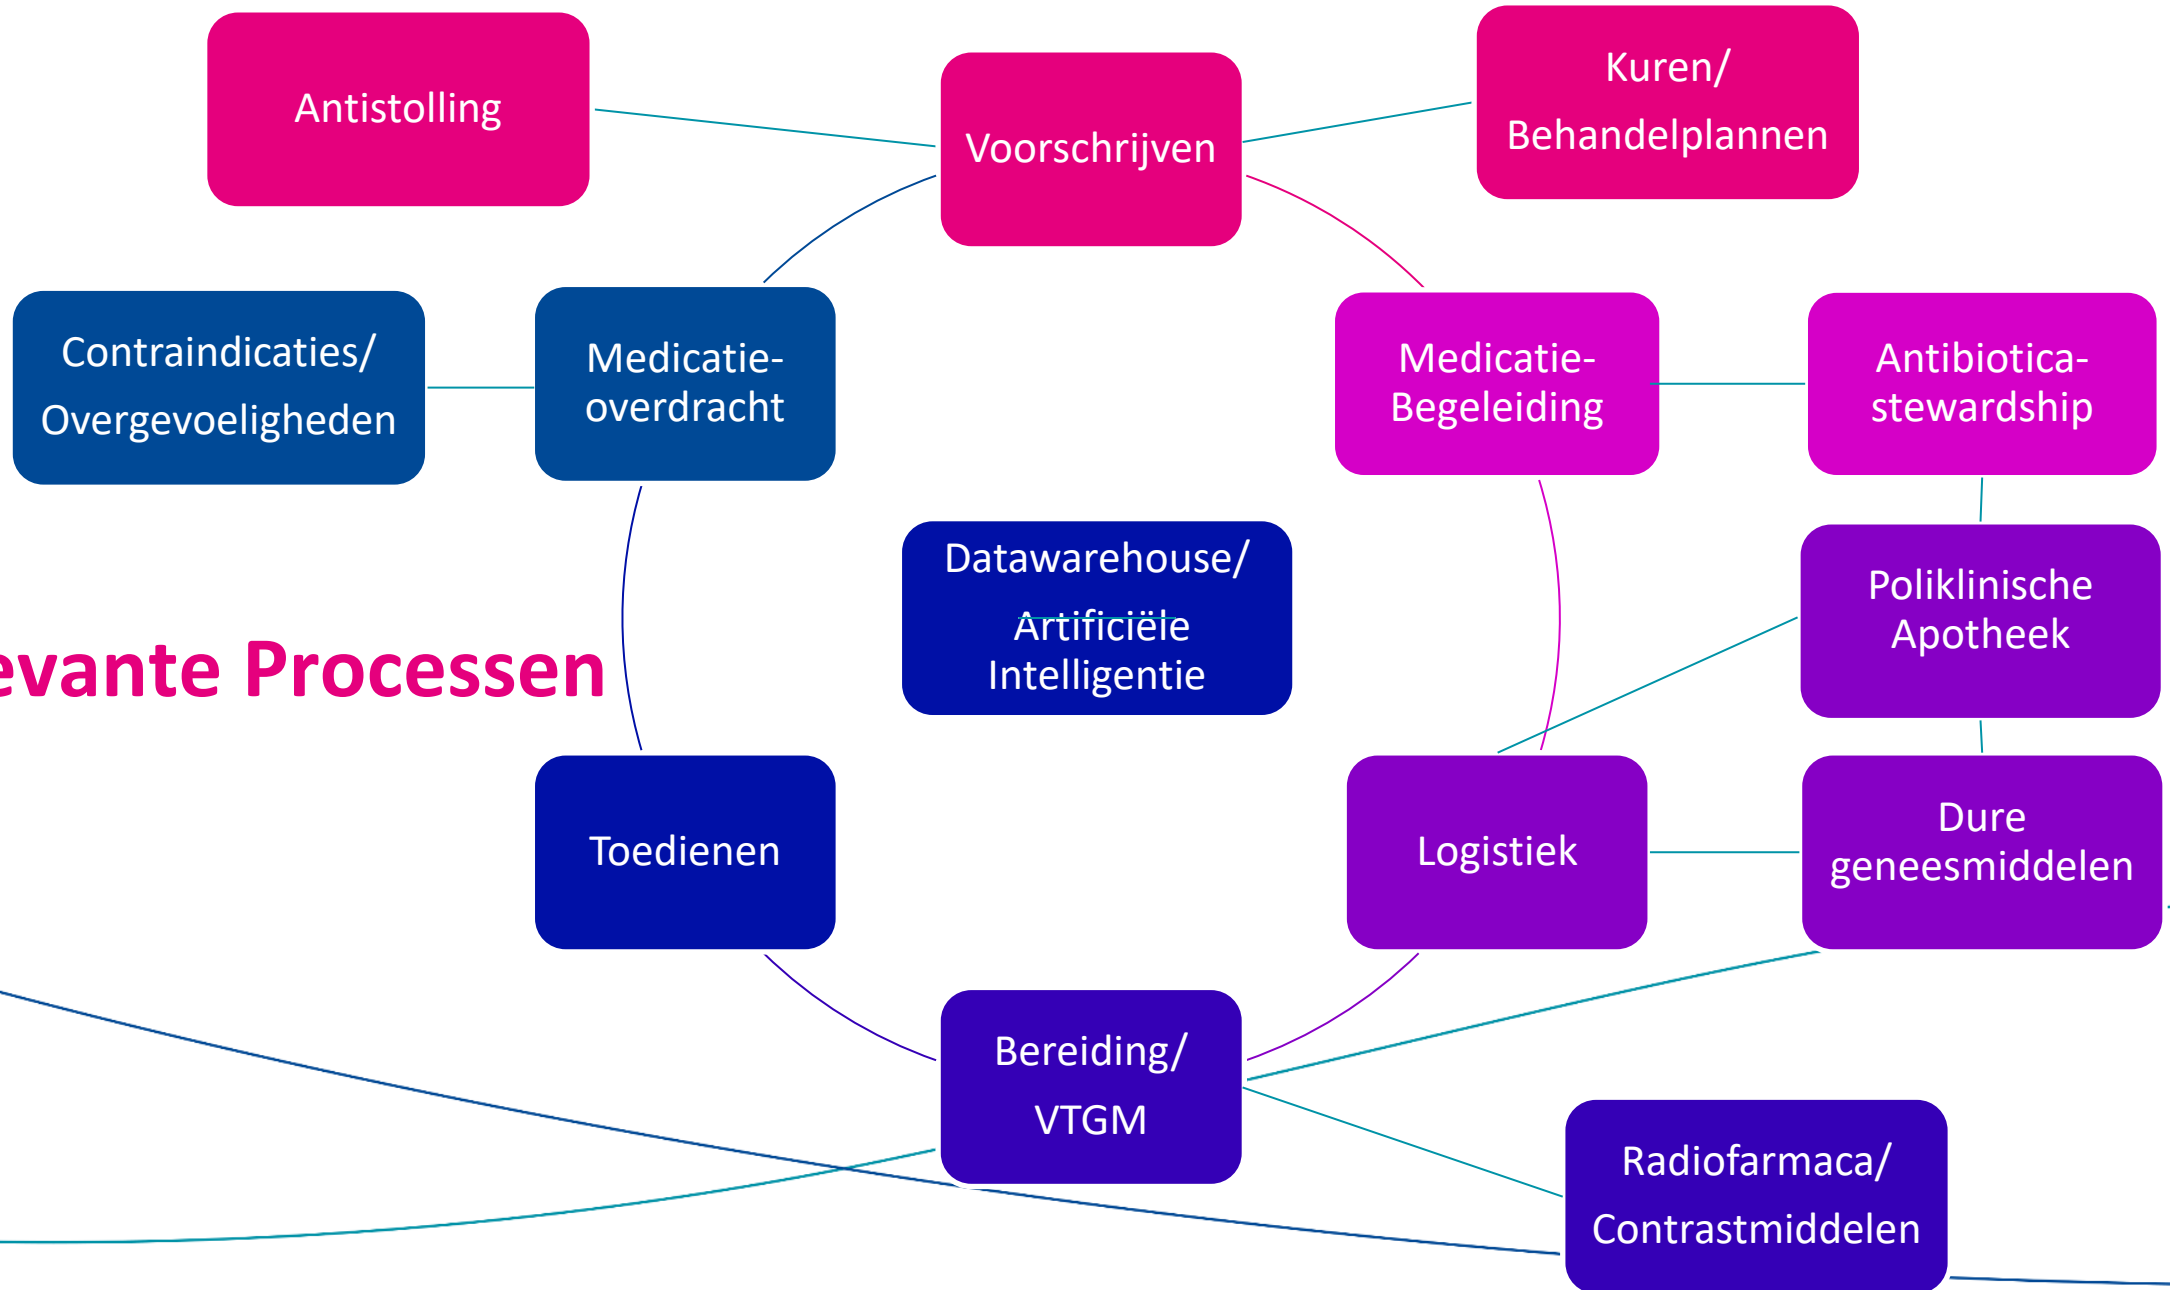 Antistolling
Voorschrijven
Kuren/
Behandelplannen
Contraindicaties/
Overgevoeligheden
Medicatie-
overdracht
Medicatie-
Begeleiding
Antibiotica-
stewardship
Datawarehouse/
Artificiële
Intelligentie
Poliklinische
Apotheek
evante Processen
Toedienen
Logistiek
Dure
geneesmiddelen
Bereiding/
VTGM
Radiofarmaca/
Contrastmiddelen